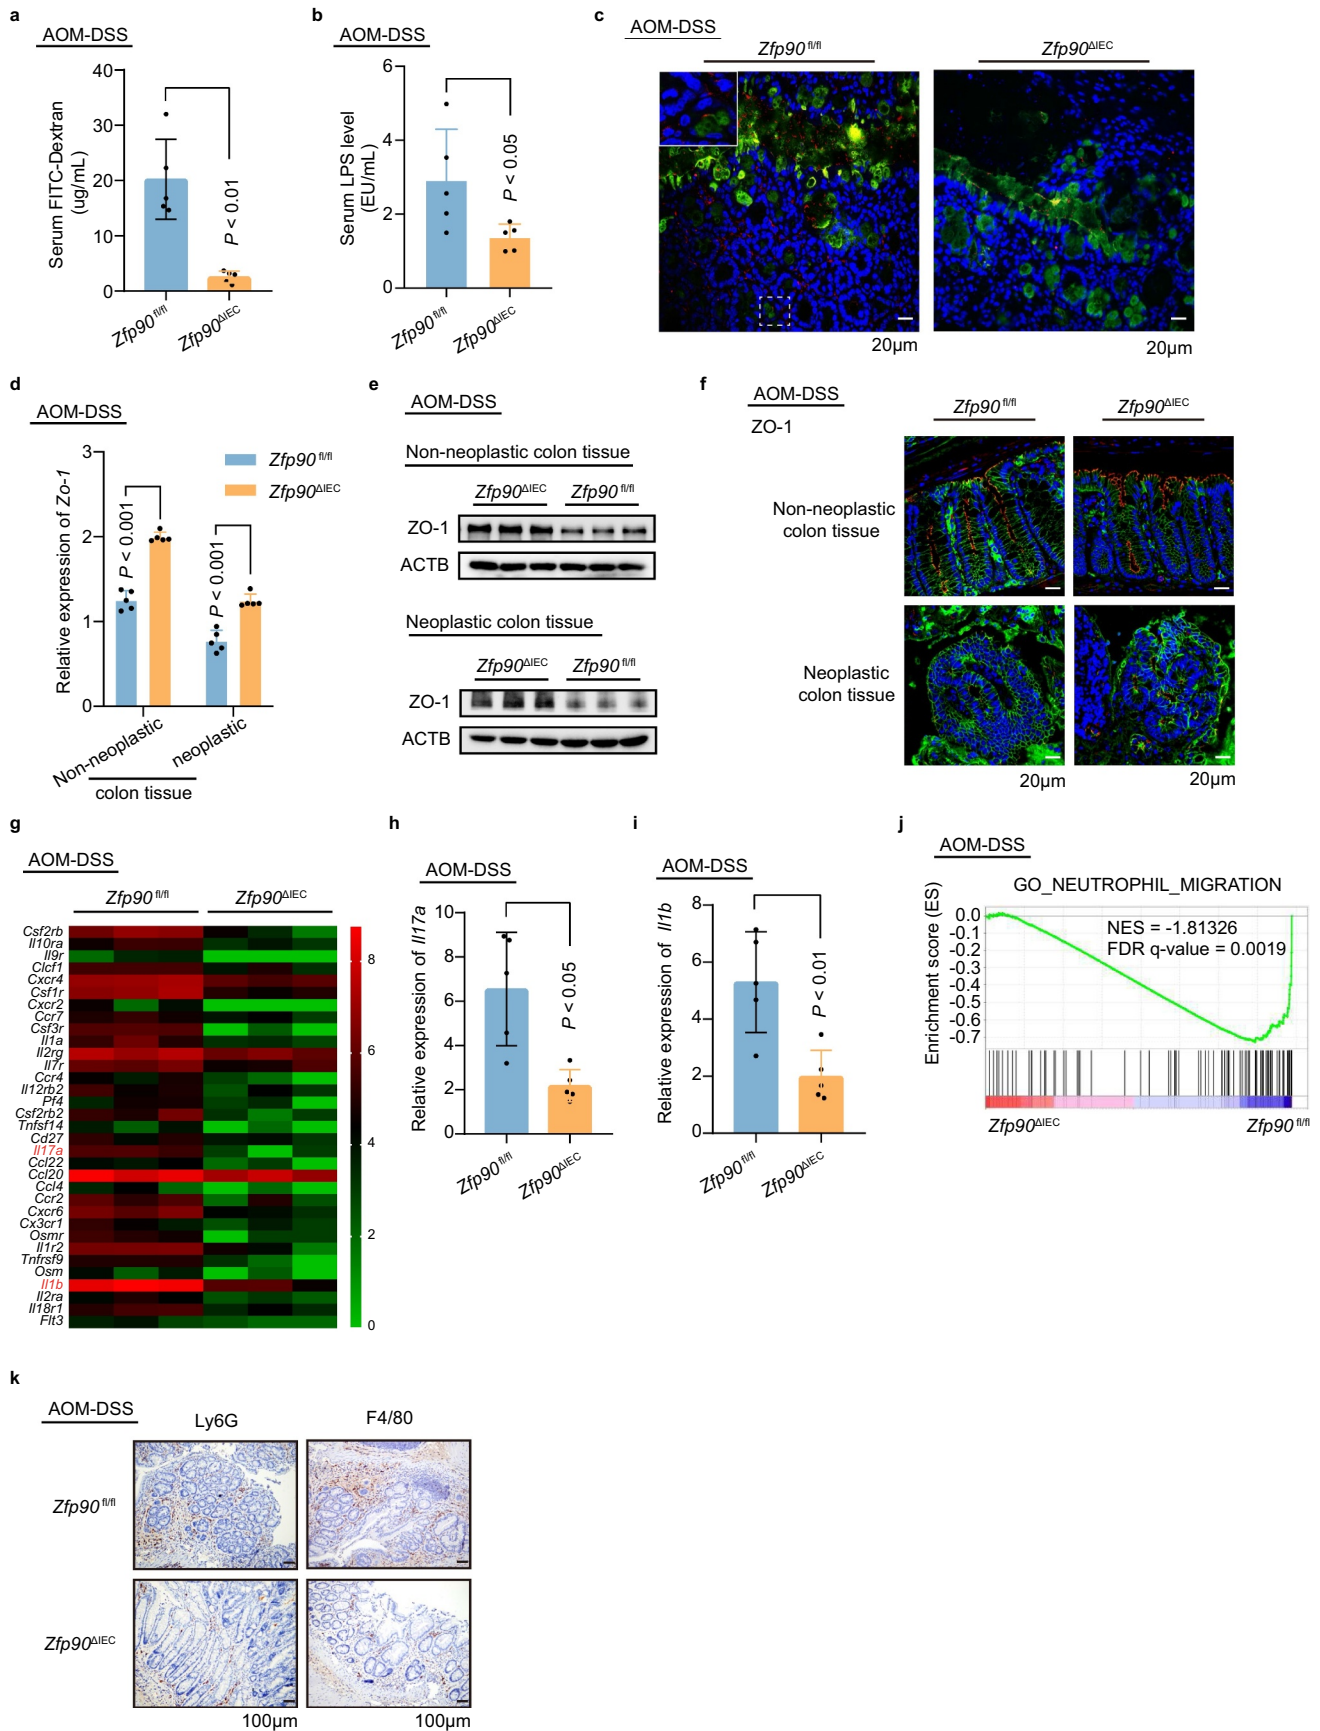 a
AOM-DSS
Serum FITC-Dextran
(ug/mL)
40
30
20
10
0
P < 0.01
Zfp90 fl/fl
Zfp90ΔIEC
b
AOM-DSS
Serum LPS level
(EU/mL)
6
4
2
0
P < 0.05
Zfp90 fl/fl
Zfp90ΔIEC
c
AOM-DSS
Zfp90 fl/fl
Zfp90ΔIEC
20μm
20μm
d
AOM-DSS
Relative expression of Zo-1
3
2
1
0
Zfp90 fl/fl
Zfp90ΔIEC
P < 0.001
P < 0.001
Non-neoplastic
neoplastic
colon tissue
e
AOM-DSS
Non-neoplastic colon tissue
Zfp90ΔIEC
Zfp90 fl/fl
ZO-1
ACTB
Neoplastic colon tissue
Zfp90ΔIEC
Zfp90 fl/fl
ZO-1
ACTB
f
AOM-DSS
ZO-1
Zfp90 fl/fl
Zfp90ΔIEC
Non-neoplastic
colon tissue
Neoplastic
colon tissue
20μm
20μm
g
AOM-DSS
Zfp90 fl/fl
Zfp90ΔIEC
Csf2rb
Il10ra
Il9r
Clcf1
Cxcr4
Csf1r
Cxcr2
Ccr7
Csf3r
Il1a
Il2rg
Il7r
Ccr4
Il12rb2
Pf4
Csf2rb2
Tnfsf14
Cd27
Il17a
Ccl22
Ccl20
Ccl4
Ccr2
Cxcr6
Cx3cr1
Osmr
Il1r2
Tnfrsf9
Osm
Il1b
Il2ra
Il18r1
Flt3
8
6
4
2
0
h
AOM-DSS
Relative expression of Il17a
10
8
6
4
2
0
P < 0.05
Zfp90 fl/fl
Zfp90ΔIEC
i
AOM-DSS
Relative expression of Il1b
8
6
4
2
0
P < 0.01
Zfp90 fl/fl
Zfp90ΔIEC
j
AOM-DSS
GO_NEUTROPHIL_MIGRATION
Enrichment score (ES)
0.0
-0.1
-0.2
-0.3
-0.4
-0.5
-0.6
-0.7
NES = -1.81326
FDR q-value = 0.0019
Zfp90ΔIEC
Zfp90 fl/fl
k
AOM-DSS
Ly6G
F4/80
Zfp90 fl/fl
Zfp90ΔIEC
100μm
100μm